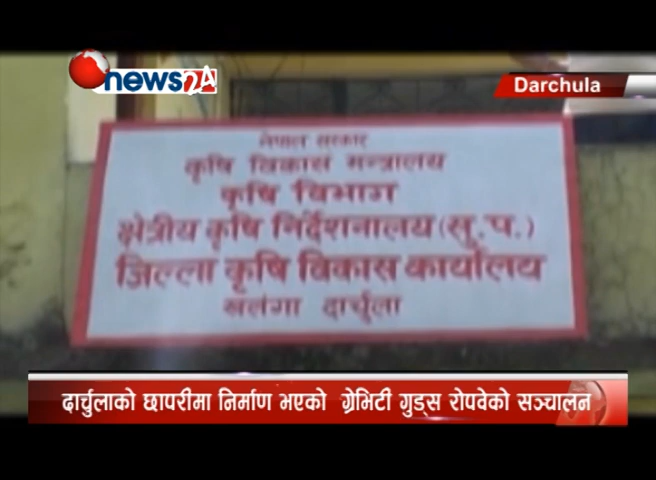 news24
Darchula
नेपाल सरकार
कृषि विकास मन्त्रालय
कृषि विभाग
क्षेत्रीय कृषि निर्देशनालय (सु.प.)
जिल्ला कृषि विकास कार्यालय
खलंगा दार्चुला
दार्चुलाको छापरीमा निर्माण भएको ग्रेभिटी गुड्स रोपवेको सञ्चालन